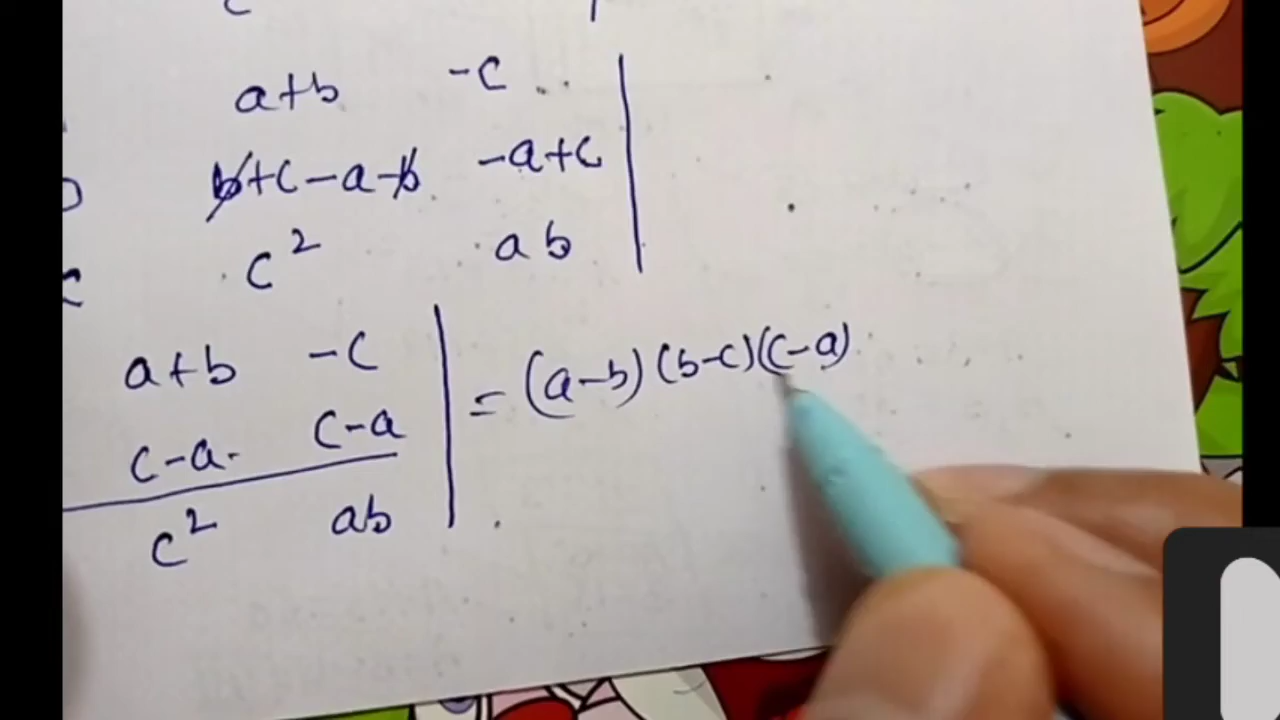 a+b -c
b+c-a-b -a+c
c² ab
a+b -c
= (a-b)(b-c)(c-a)
c-a. c-a
c² ab